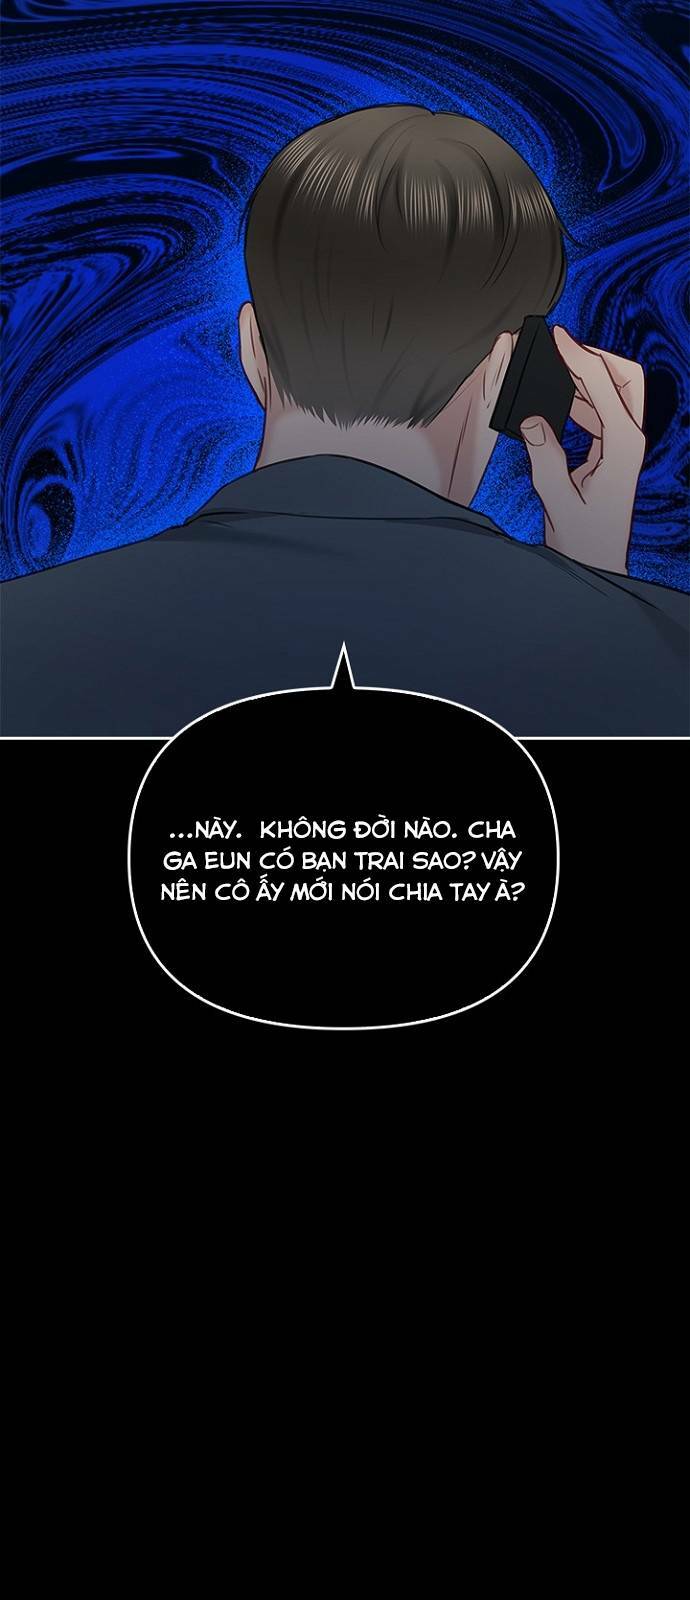 ...NÀY. KHÔNG ĐỜI NÀO. CHA
GA EUN CÓ BẠN TRAI SAO? VẬY
NÊN CÔ ẤY MỚI NÓI CHIA TAY À?